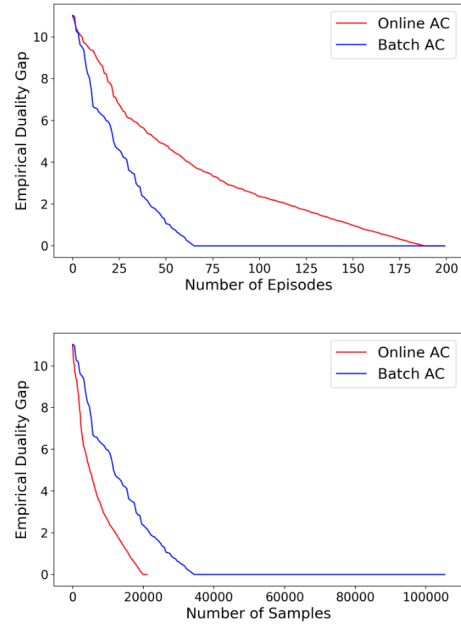 Online AC
Batch AC
Empirical Duality Gap
10
8
6
4
2
0
0 25 50 75 100 125 150 175 200
Number of Episodes
Online AC
Batch AC
Empirical Duality Gap
10
8
6
4
2
0
0 20000 40000 60000 80000 100000
Number of Samples